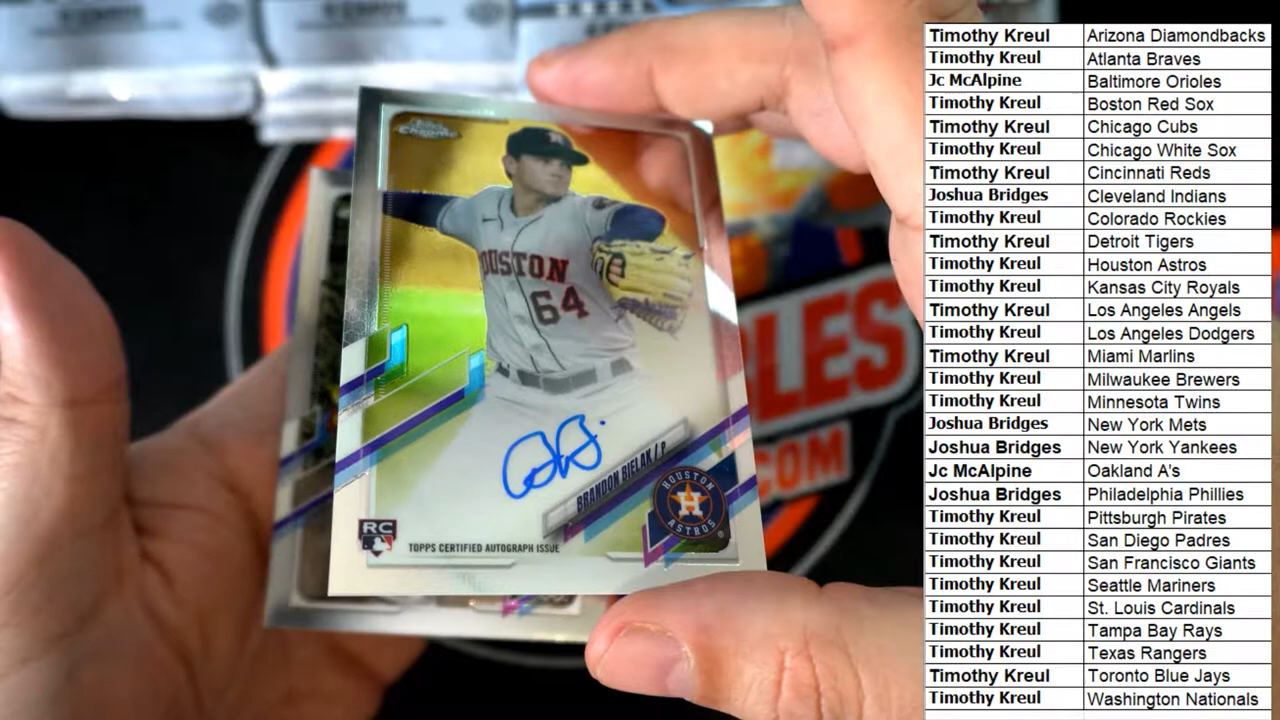 Topps
Chrome
HOUSTON
64
BRANDON BIELAK / P
HOUSTON
ASTROS
RC
TOPPS CERTIFIED AUTOGRAPH ISSUE
LES
COM
Timothy Kreul Arizona Diamondbacks
Timothy Kreul Atlanta Braves
Jc McAlpine Baltimore Orioles
Timothy Kreul Boston Red Sox
Timothy Kreul Chicago Cubs
Timothy Kreul Chicago White Sox
Timothy Kreul Cincinnati Reds
Joshua Bridges Cleveland Indians
Timothy Kreul Colorado Rockies
Timothy Kreul Detroit Tigers
Timothy Kreul Houston Astros
Timothy Kreul Kansas City Royals
Timothy Kreul Los Angeles Angels
Timothy Kreul Los Angeles Dodgers
Timothy Kreul Miami Marlins
Timothy Kreul Milwaukee Brewers
Timothy Kreul Minnesota Twins
Joshua Bridges New York Mets
Joshua Bridges New York Yankees
Jc McAlpine Oakland A's
Joshua Bridges Philadelphia Phillies
Timothy Kreul Pittsburgh Pirates
Timothy Kreul San Diego Padres
Timothy Kreul San Francisco Giants
Timothy Kreul Seattle Mariners
Timothy Kreul St. Louis Cardinals
Timothy Kreul Tampa Bay Rays
Timothy Kreul Texas Rangers
Timothy Kreul Toronto Blue Jays
Timothy Kreul Washington Nationals